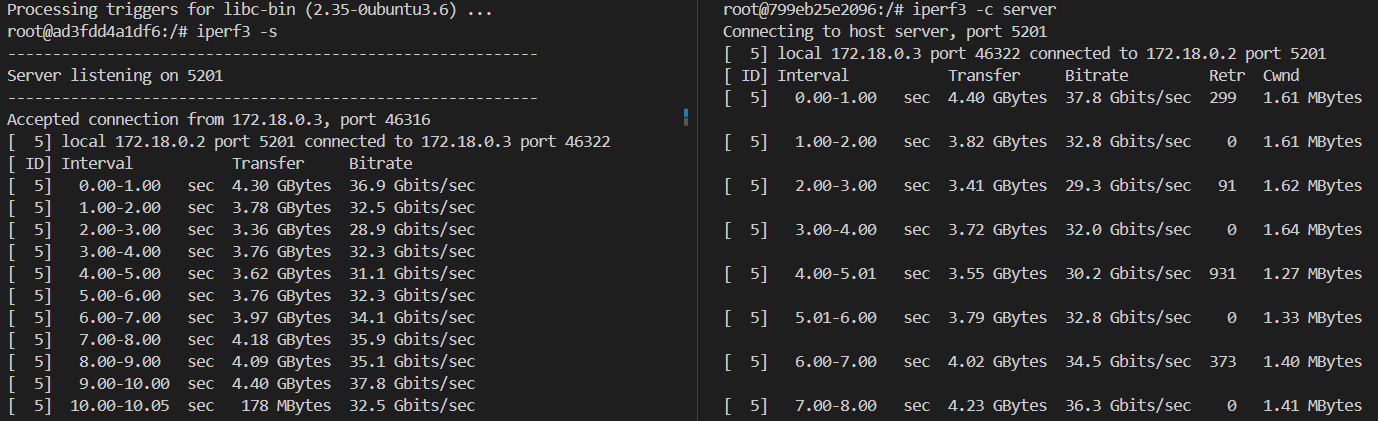 Processing triggers for libc-bin (2.35-0ubuntu3.6) ...
root@ad3fdd4a1df6:/# iperf3 -s
-----------------------------------------------------------
Server listening on 5201
-----------------------------------------------------------
Accepted connection from 172.18.0.3, port 46316
[  5] local 172.18.0.2 port 5201 connected to 172.18.0.3 port 46322
[ ID] Interval           Transfer     Bitrate
[  5]   0.00-1.00   sec  4.30 GBytes  36.9 Gbits/sec
[  5]   1.00-2.00   sec  3.78 GBytes  32.5 Gbits/sec
[  5]   2.00-3.00   sec  3.36 GBytes  28.9 Gbits/sec
[  5]   3.00-4.00   sec  3.76 GBytes  32.3 Gbits/sec
[  5]   4.00-5.00   sec  3.62 GBytes  31.1 Gbits/sec
[  5]   5.00-6.00   sec  3.76 GBytes  32.3 Gbits/sec
[  5]   6.00-7.00   sec  3.97 GBytes  34.1 Gbits/sec
[  5]   7.00-8.00   sec  4.18 GBytes  35.9 Gbits/sec
[  5]   8.00-9.00   sec  4.09 GBytes  35.1 Gbits/sec
[  5]   9.00-10.00  sec  4.40 GBytes  37.8 Gbits/sec
[  5]  10.00-10.05  sec   178 MBytes  32.5 Gbits/sec
root@799eb25e2096:/# iperf3 -c server
Connecting to host server, port 5201
[  5] local 172.18.0.3 port 46322 connected to 172.18.0.2 port 5201
[ ID] Interval           Transfer     Bitrate         Retr  Cwnd
[  5]   0.00-1.00   sec  4.40 GBytes  37.8 Gbits/sec  299   1.61 MBytes
[  5]   1.00-2.00   sec  3.82 GBytes  32.8 Gbits/sec    0   1.61 MBytes
[  5]   2.00-3.00   sec  3.41 GBytes  29.3 Gbits/sec   91   1.62 MBytes
[  5]   3.00-4.00   sec  3.72 GBytes  32.0 Gbits/sec    0   1.64 MBytes
[  5]   4.00-5.01   sec  3.55 GBytes  30.2 Gbits/sec  931   1.27 MBytes
[  5]   5.01-6.00   sec  3.79 GBytes  32.8 Gbits/sec    0   1.33 MBytes
[  5]   6.00-7.00   sec  4.02 GBytes  34.5 Gbits/sec  373   1.40 MBytes
[  5]   7.00-8.00   sec  4.23 GBytes  36.3 Gbits/sec    0   1.41 MBytes